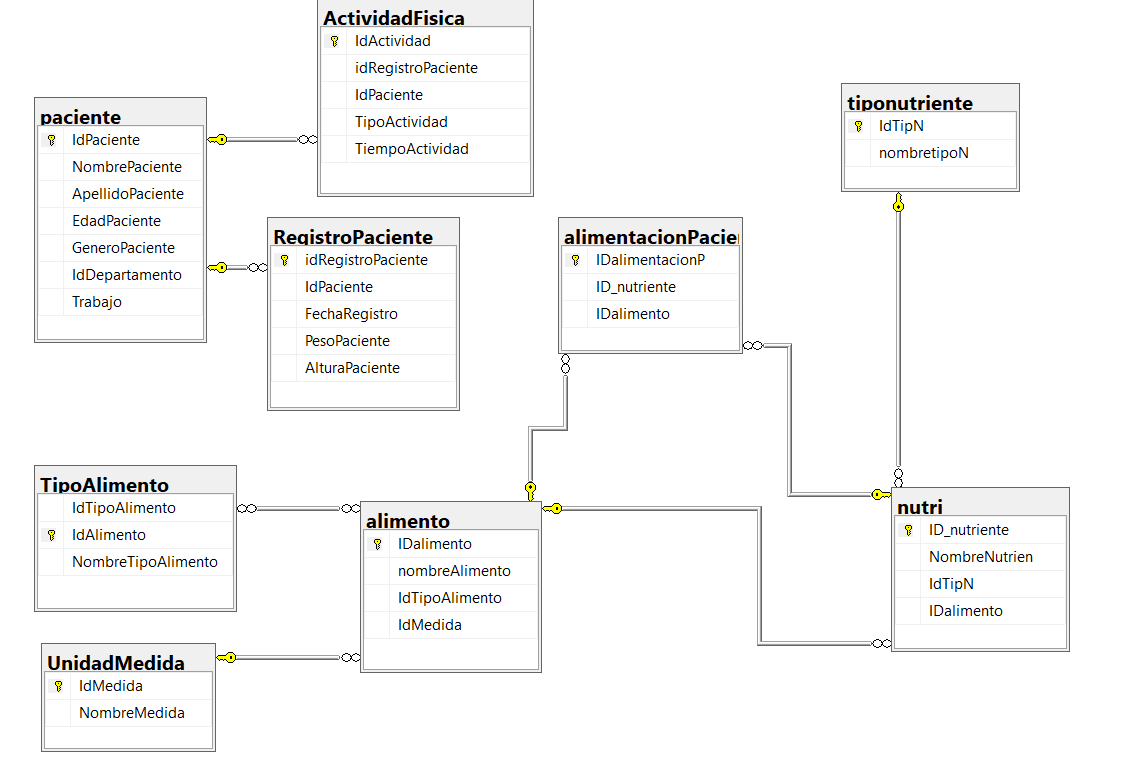 ActividadFisica
IdActividad
idRegistroPaciente
IdPaciente
TipoActividad
TiempoActividad
paciente
IdPaciente
NombrePaciente
ApellidoPaciente
EdadPaciente
GeneroPaciente
IdDepartamento
Trabajo
tiponutriente
IdTipN
nombretipoN
RegistroPaciente
idRegistroPaciente
IdPaciente
FechaRegistro
PesoPaciente
AlturaPaciente
alimentacionPacien
IDalimentacionP
ID_nutriente
IDalimento
TipoAlimento
IdTipoAlimento
IdAlimento
NombreTipoAlimento
alimento
IDalimento
nombreAlimento
IdTipoAlimento
IdMedida
nutri
ID_nutriente
NombreNutrien
IdTipN
IDalimento
UnidadMedida
IdMedida
NombreMedida